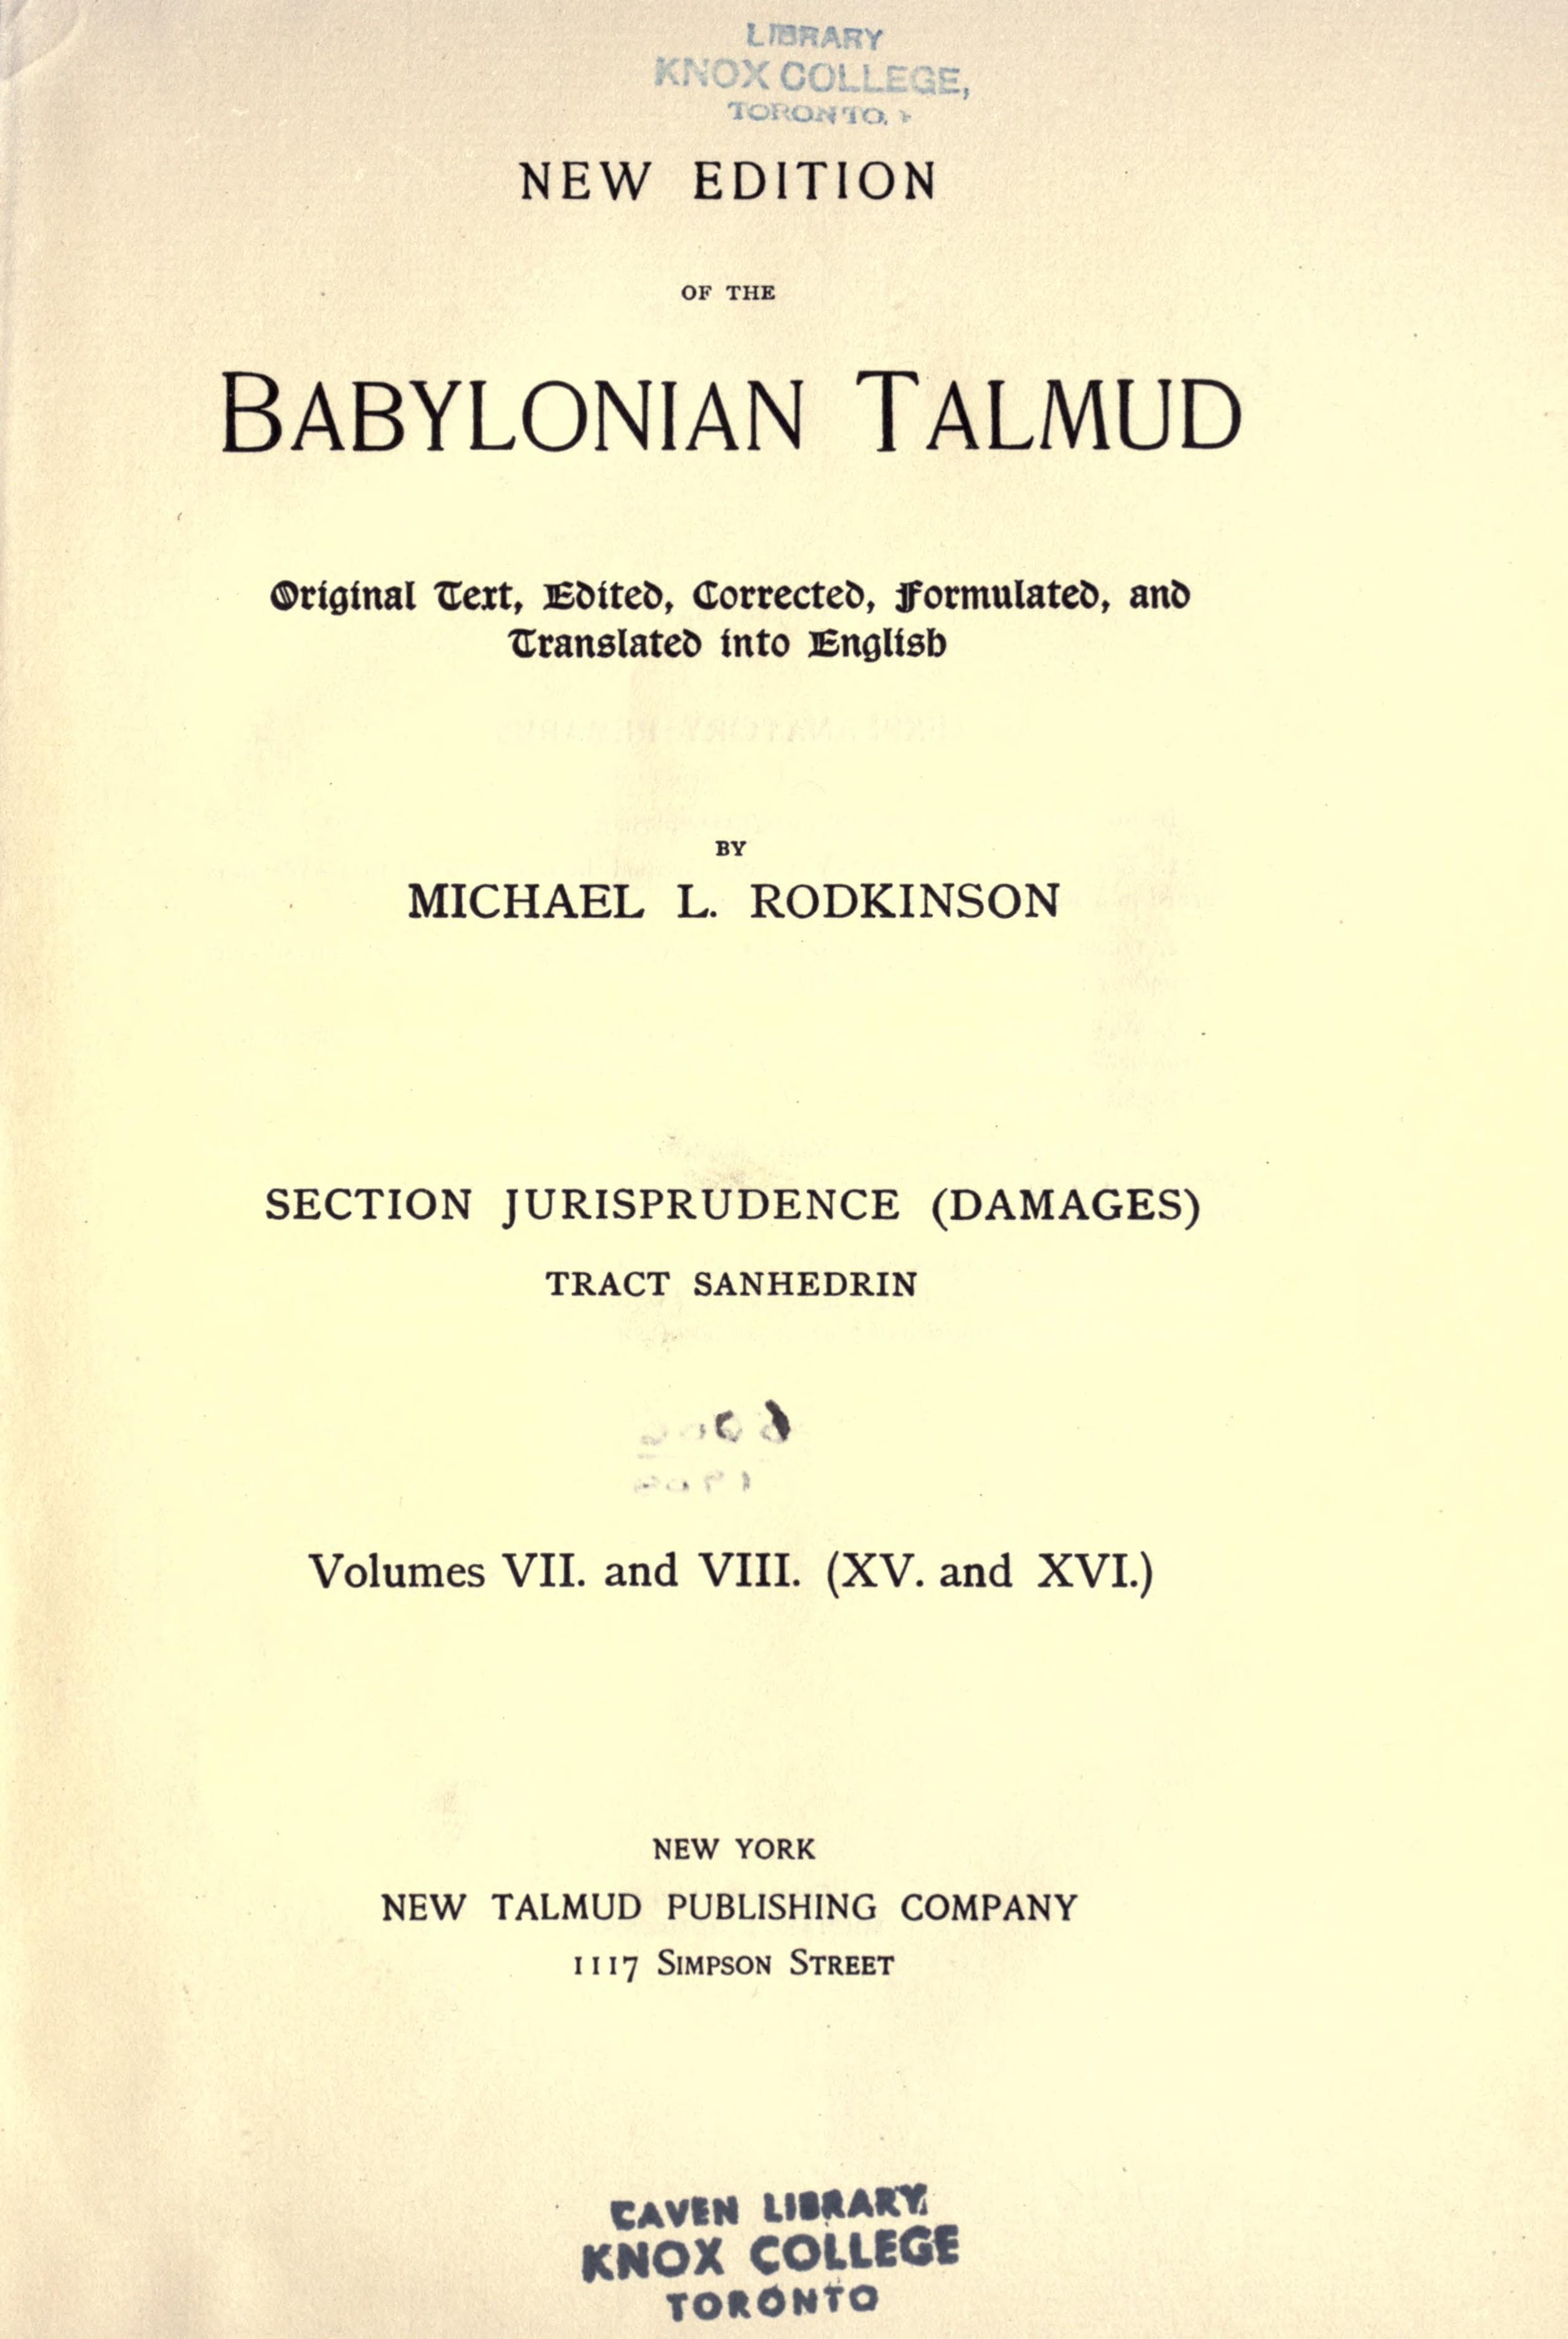 LIBRARY
KNOX COLLEGE,
TORONTO.
NEW EDITION
OF THE
BABYLONIAN TALMUD
Original Text, Edited, Corrected, Formulated, and
Translated into English
BY
MICHAEL L. RODKINSON
SECTION JURISPRUDENCE (DAMAGES)
TRACT SANHEDRIN
Volumes VII. and VIII. (XV. and XVI.)
NEW YORK
NEW TALMUD PUBLISHING COMPANY
1117 SIMPSON STREET
CAVEN LIBRARY
KNOX COLLEGE
TORONTO